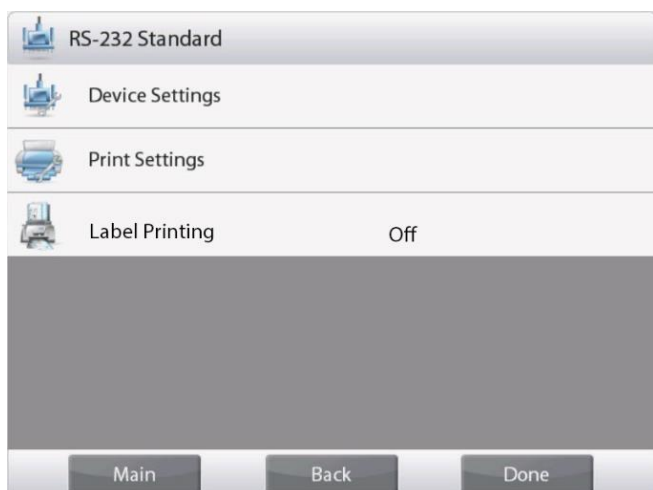 RS-232 Standard
Device Settings
Print Settings
Label Printing Off
Main Back Done